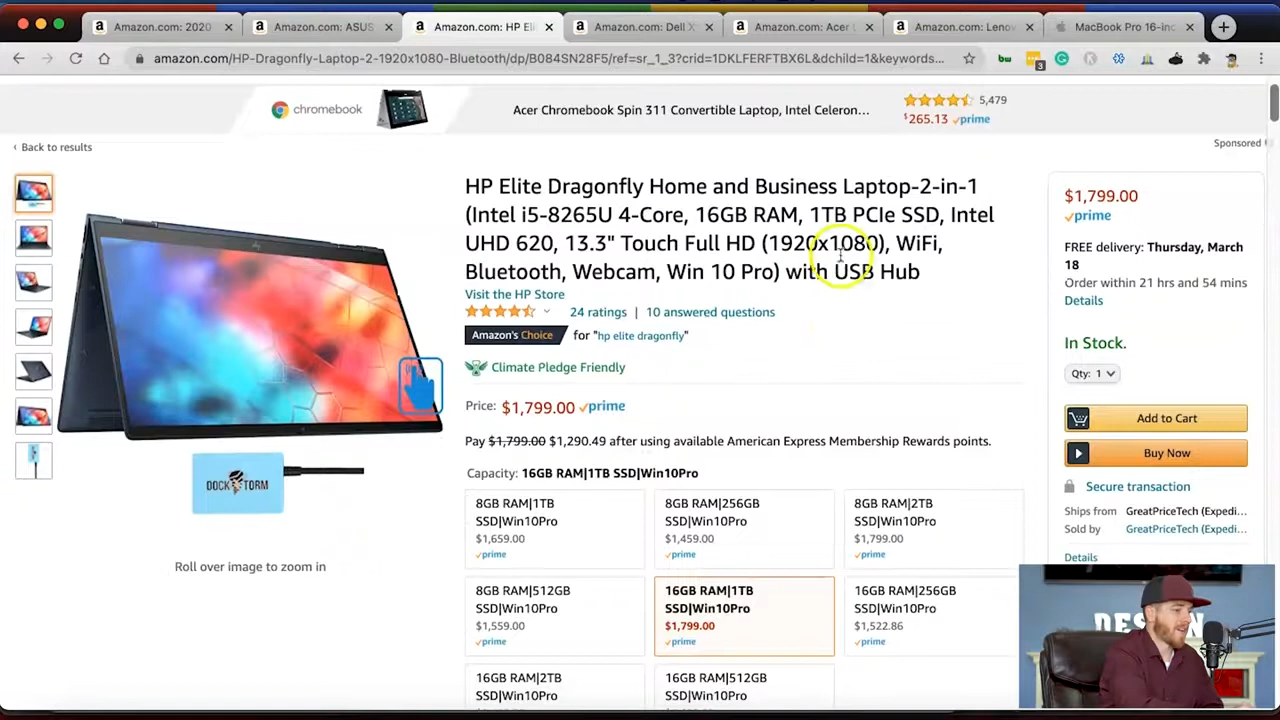 Amazon.com: 2020
Amazon.com: ASUS
Amazon.com: HP Eli
Amazon.com: Dell X
Amazon.com: Acer
Amazon.com: Lenov
MacBook Pro 16-inc
amazon.com/HP-Dragonfly-Laptop-2-1920x1080-Bluetooth/dp/B084SN28F5/ref=sr_1_3?crid=1DKLFERFTBX6L&dchild=1&keywords...
3
chromebook
Acer Chromebook Spin 311 Convertible Laptop, Intel Celeron...
5,479
$265.13 prime
‹ Back to results
Sponsored
HP Elite Dragonfly Home and Business Laptop-2-in-1
(Intel i5-8265U 4-Core, 16GB RAM, 1TB PCIe SSD, Intel
UHD 620, 13.3" Touch Full HD (1920x1080), WiFi,
Bluetooth, Webcam, Win 10 Pro) with USB Hub
Visit the HP Store
24 ratings | 10 answered questions
Amazon's Choice for "hp elite dragonfly"
Climate Pledge Friendly
Price: $1,799.00 prime
Pay $1,799.00 $1,290.49 after using available American Express Membership Rewards points.
Capacity: 16GB RAM|1TB SSD|Win10Pro
8GB RAM|1TB
SSD|Win10Pro
$1,659.00
prime
8GB RAM|256GB
SSD|Win10Pro
$1,459.00
prime
8GB RAM|2TB
SSD|Win10Pro
$1,799.00
prime
8GB RAM|512GB
SSD|Win10Pro
$1,559.00
prime
16GB RAM|1TB
SSD|Win10Pro
$1,799.00
prime
16GB RAM|256GB
SSD|Win10Pro
$1,522.86
prime
16GB RAM|2TB
SSD|Win10Pro
16GB RAM|512GB
SSD|Win10Pro
DOCKSTORM
Roll over image to zoom in
$1,799.00
prime
FREE delivery: Thursday, March
18
Order within 21 hrs and 54 mins
Details
In Stock.
Qty: 1
Add to Cart
Buy Now
Secure transaction
Ships from GreatPriceTech (Expedi...
Sold by GreatPriceTech (Expedi...
Details